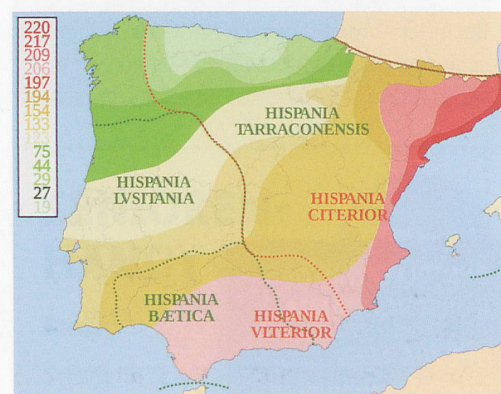 220
217
209
206
197
194
154
133
75
44
29
27
19
HISPANIA
TARRACONENSIS
HISPANIA
LVSITANIA
HISPANIA
CITERIOR
HISPANIA
BÆTICA
HISPANIA
VLTERIOR